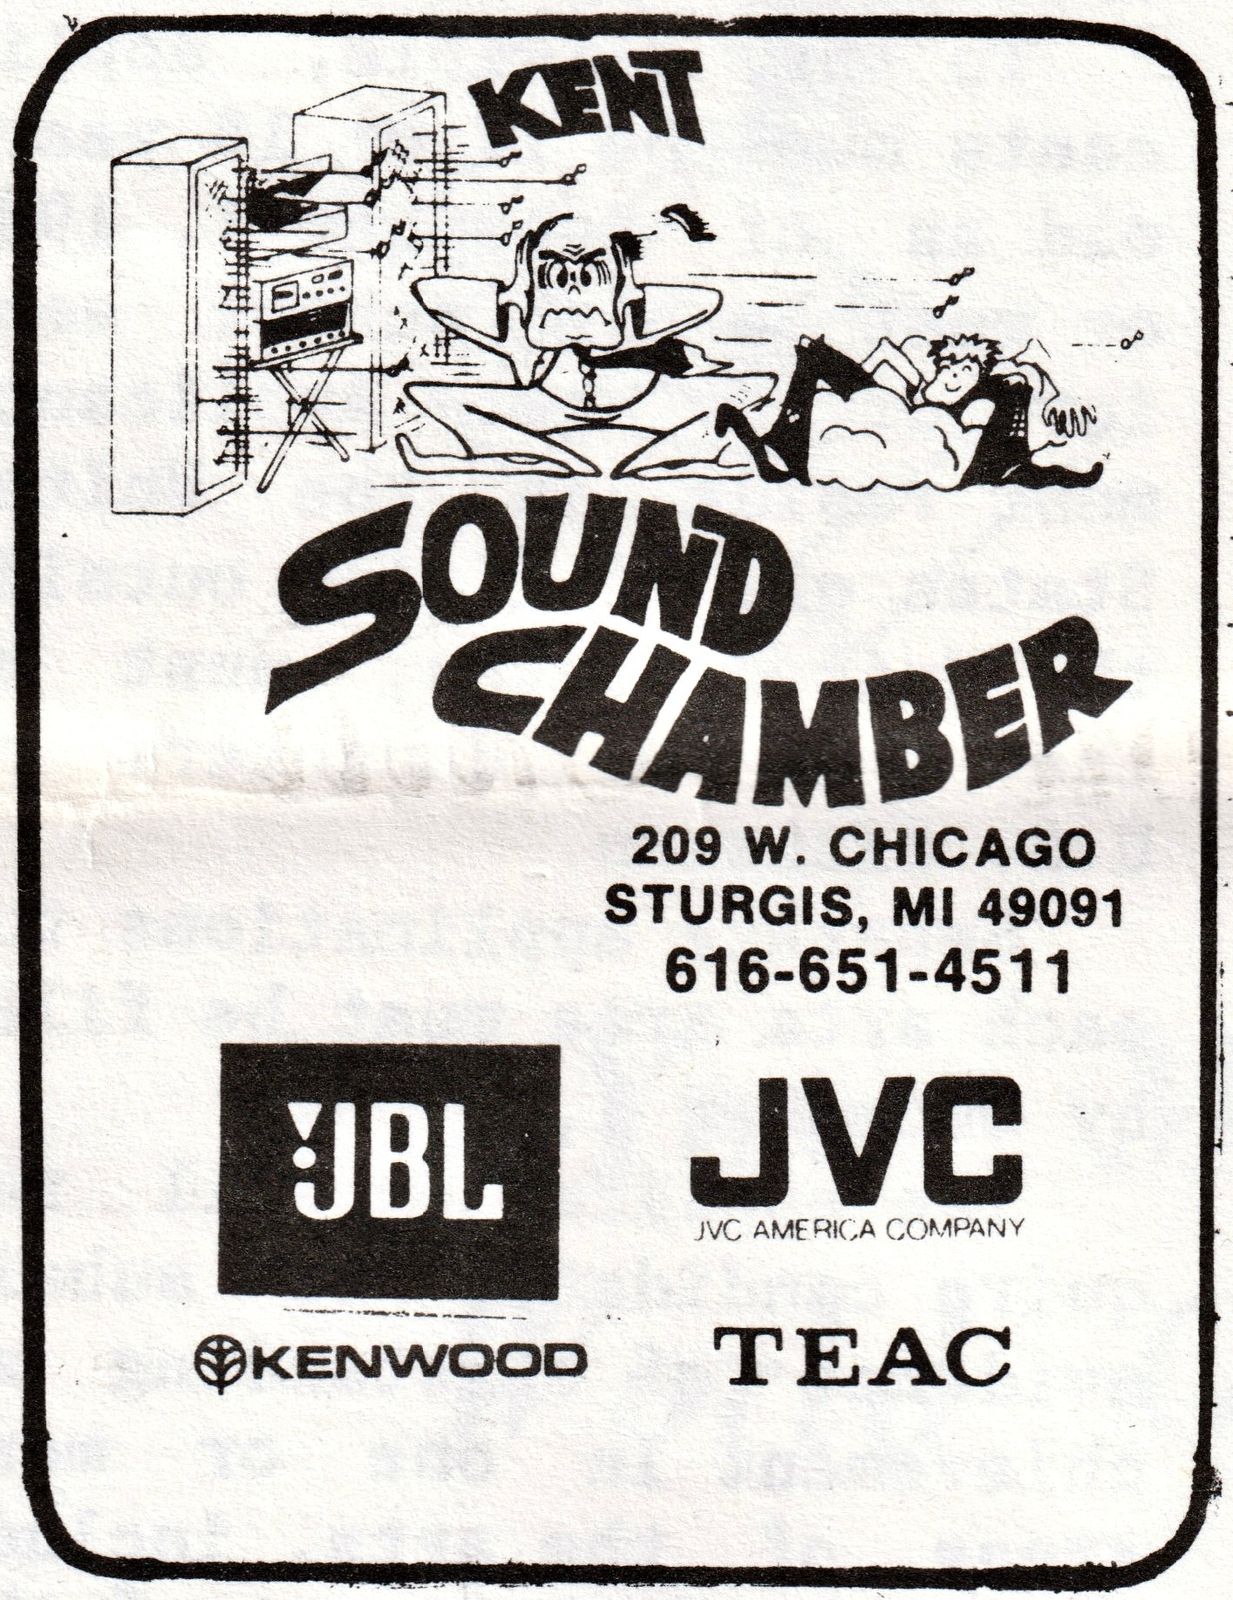 KENT
SOUND
CHAMBER
209 W. CHICAGO
STURGIS, MI 49091
616-651-4511
JBL
JVC
JVC AMERICA COMPANY
KENWOOD
TEAC